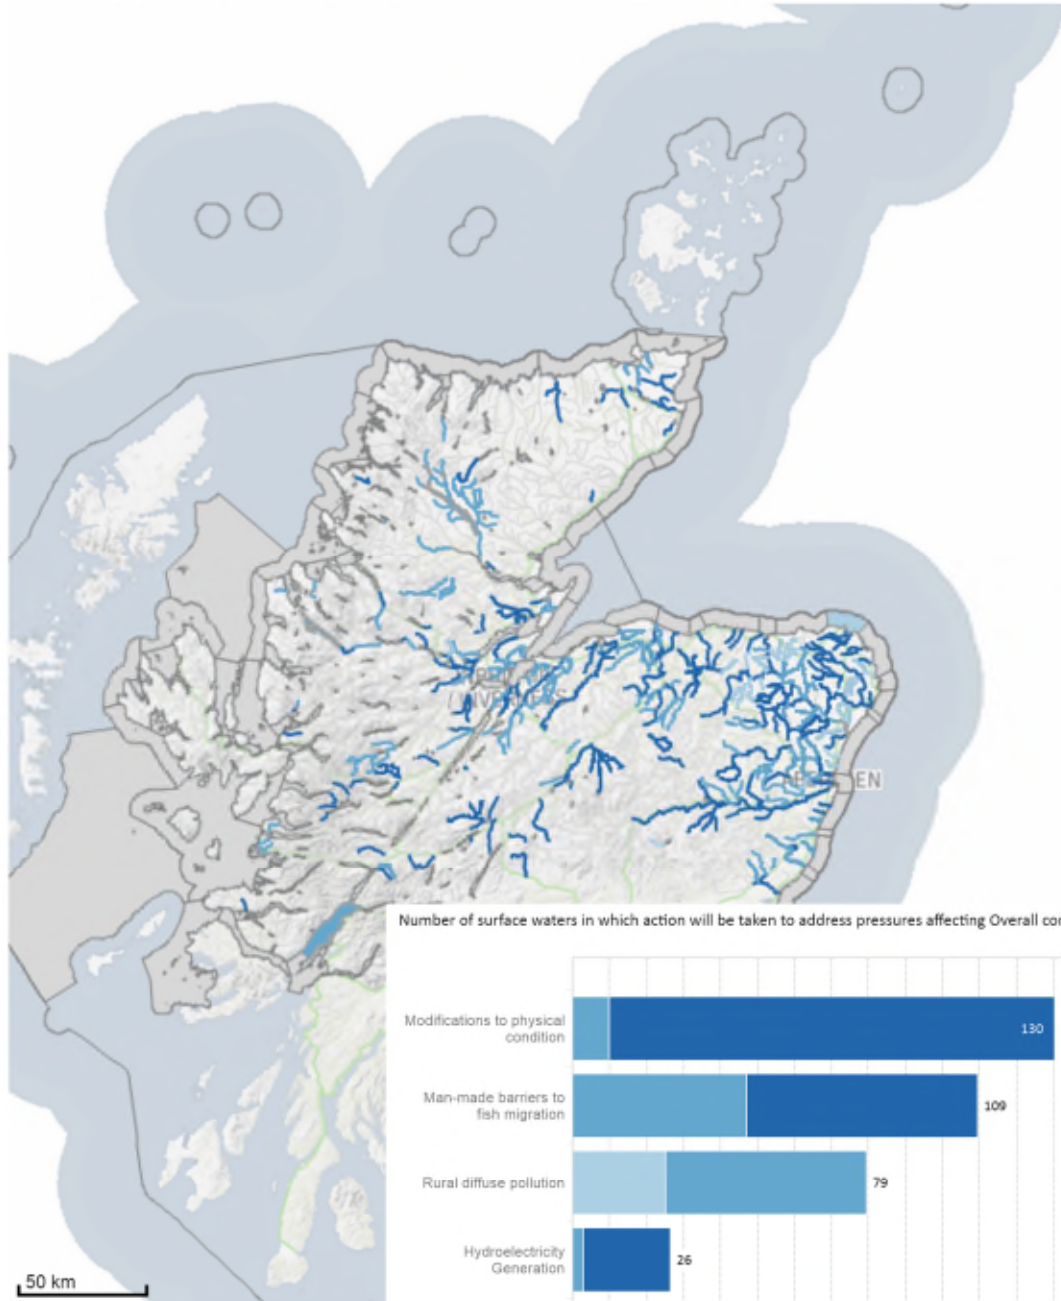 EN
Number of surface waters in which action will be taken to address pressures affecting Overall co
Modifications to physical
condition
130
Man-made barriers to
fish migration
109
Rural diffuse pollution
79
Hydroelectricity
Generation
26
50 km